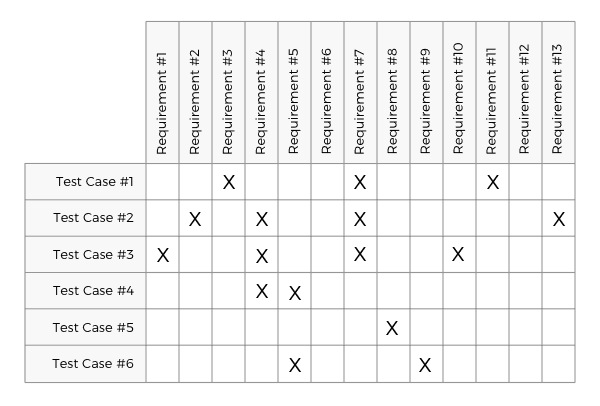 Requirement #1
Requirement #2
Requirement #3
Requirement #4
Requirement #5
Requirement #6
Requirement #7
Requirement #8
Requirement #9
Requirement #10
Requirement #11
Requirement #12
Requirement #13
Test Case #1 X X X
Test Case #2 X X X X
Test Case #3 X X X X
Test Case #4 X X
Test Case #5 X
Test Case #6 X X